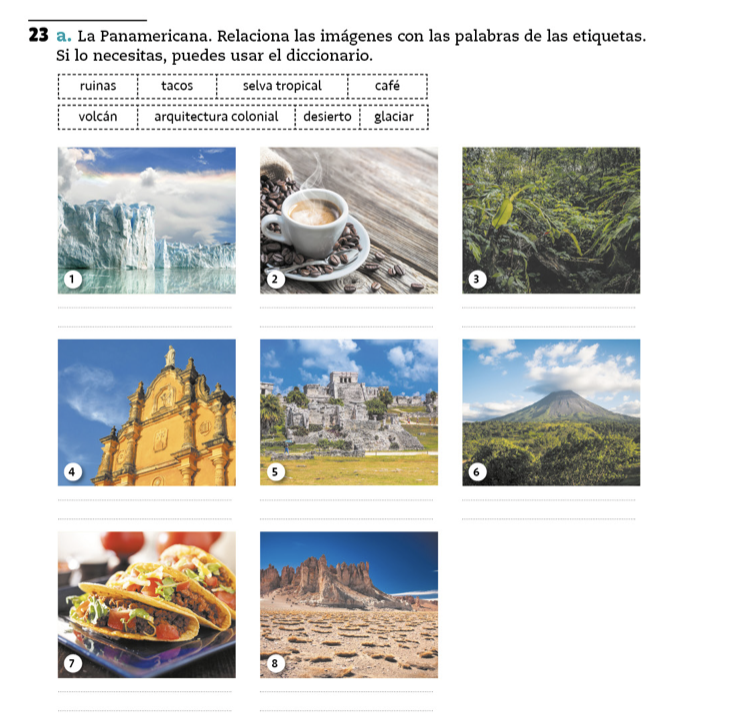 23 a. La Panamericana. Relaciona las imágenes con las palabras de las etiquetas.
Si lo necesitas, puedes usar el diccionario.
ruinas tacos selva tropical café
volcán arquitectura colonial desierto glaciar
1 2 3
4 5 6
7 8